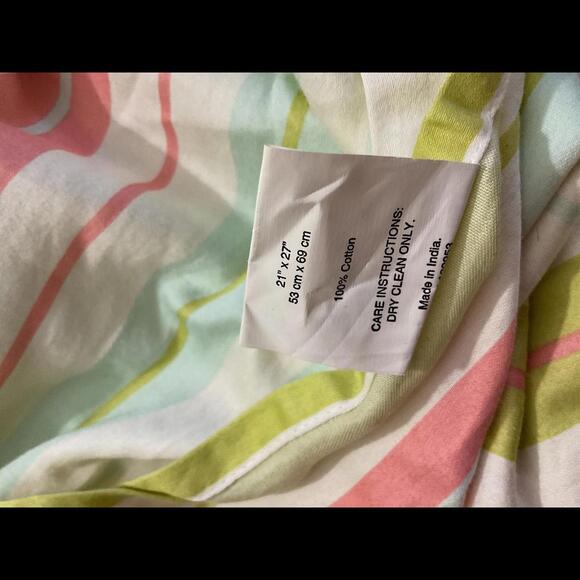 21" x 27"
53 cm x 69 cm
100% Cotton
CARE INSTRUCTIONS:
DRY CLEAN ONLY.
Made in India.